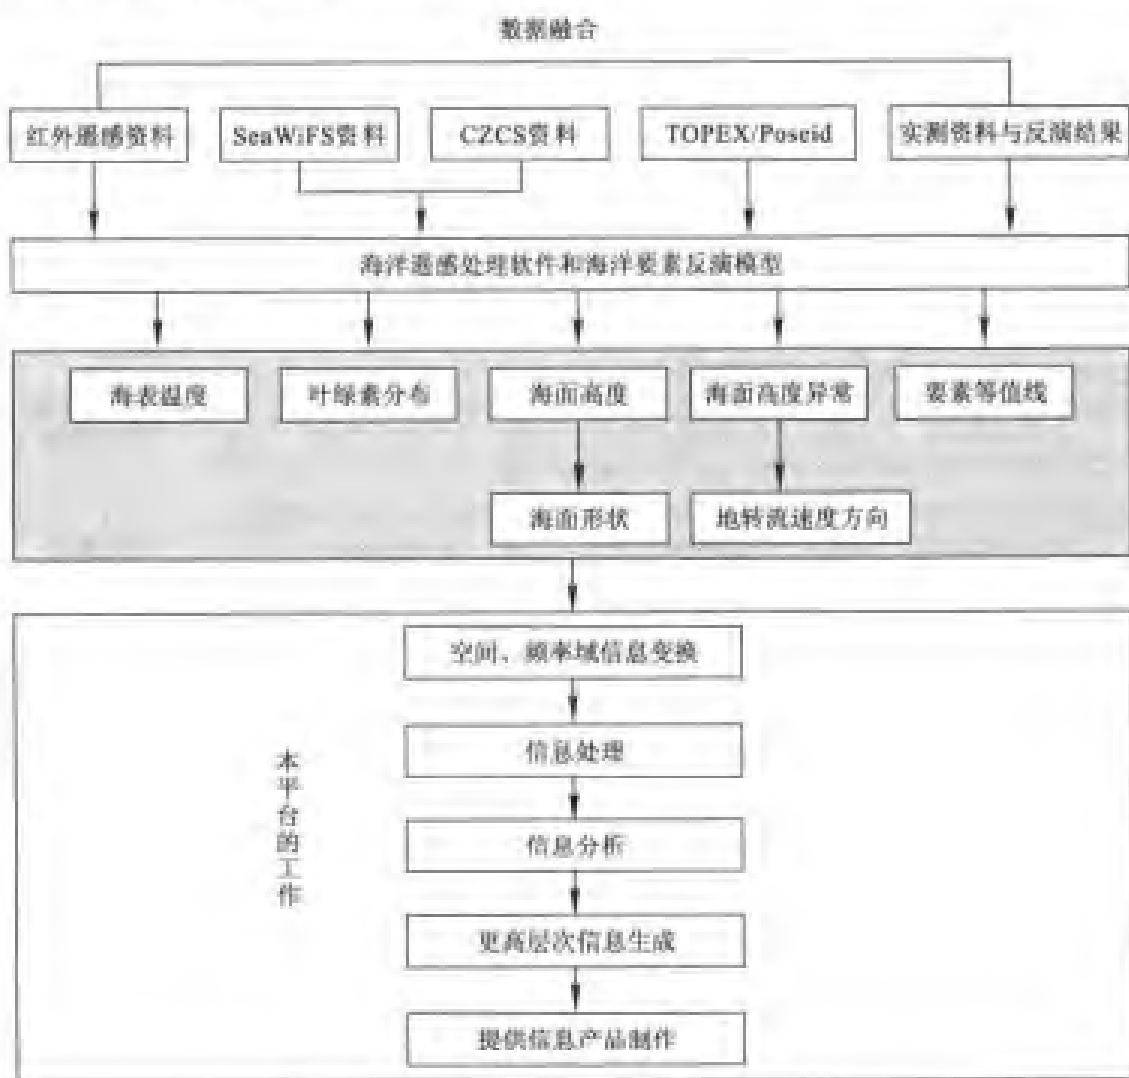 数据融合
红外遥感资料
SeaWiFS资料
CZCS资料
TOPEX/Poseid
实测资料与反演结果
海洋遥感处理软件和海洋要素反演模型
海表温度
叶绿素分布
海面高度
海面高度异常
要素等值线
海面形状
地转流速度方向
空间、频率域信息变换
信息处理
本平台的工作
信息分析
更高层次信息生成
提供信息产品制作